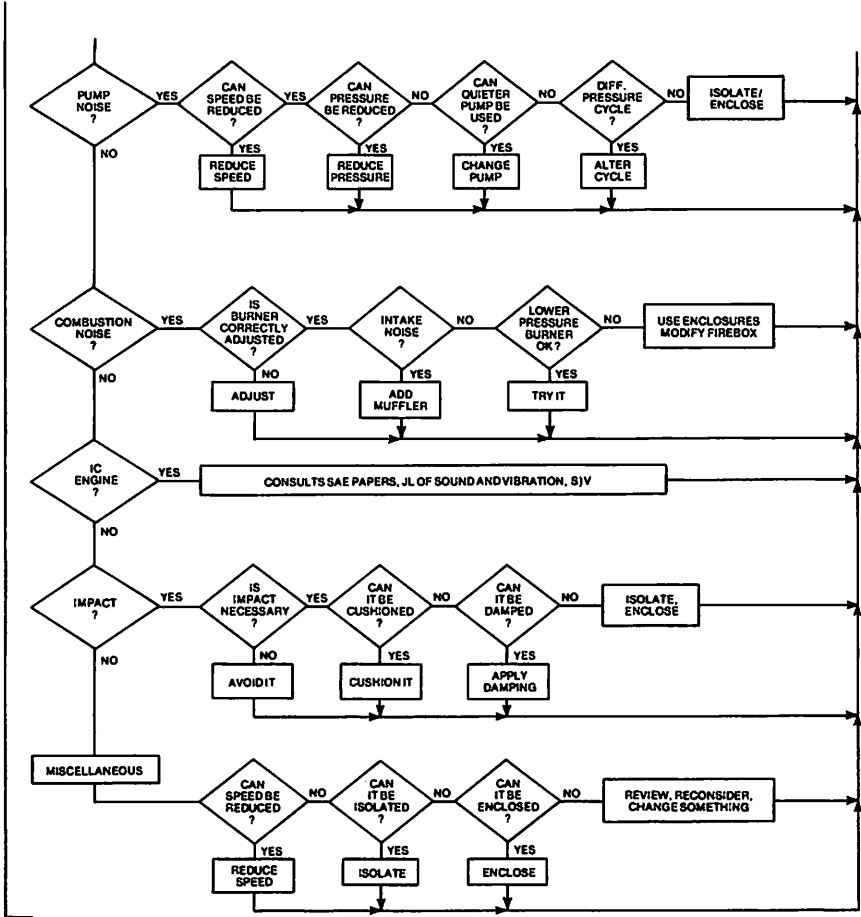 PUMP
NOISE
?
YES
CAN
SPEED BE
REDUCED
?
YES
CAN
PRESSURE
BE REDUCED
?
NO
CAN
QUIETER
PUMP BE
USED
?
NO
DIFF.
PRESSURE
CYCLE
?
NO
ISOLATE/
ENCLOSE
NO
YES
REDUCE
SPEED
YES
REDUCE
PRESSURE
YES
CHANGE
PUMP
YES
ALTER
CYCLE
COMBUSTION
NOISE
?
YES
IS
BURNER
CORRECTLY
ADJUSTED
?
YES
INTAKE
NOISE
?
NO
LOWER
PRESSURE
BURNER
OK?
NO
USE ENCLOSURES
MODIFY FIREBOX
NO
NO
ADJUST
YES
ADD
MUFFLER
YES
TRY IT
IC
ENGINE
?
YES
CONSULTS SAE PAPERS, JL OF SOUND AND VIBRATION, S)V
NO
IMPACT
?
YES
IS
IMPACT
NECESSARY
?
YES
CAN
IT BE
CUSHIONED
?
NO
CAN
IT BE
DAMPED
?
NO
ISOLATE,
ENCLOSE
NO
NO
AVOID IT
YES
CUSHION IT
YES
APPLY
DAMPING
MISCELLANEOUS
CAN
SPEED BE
REDUCED
?
NO
CAN
IT BE
ISOLATED
?
NO
CAN
IT BE
ENCLOSED
?
NO
REVIEW, RECONSIDER,
CHANGE SOMETHING
YES
REDUCE
SPEED
YES
ISOLATE
YES
ENCLOSE